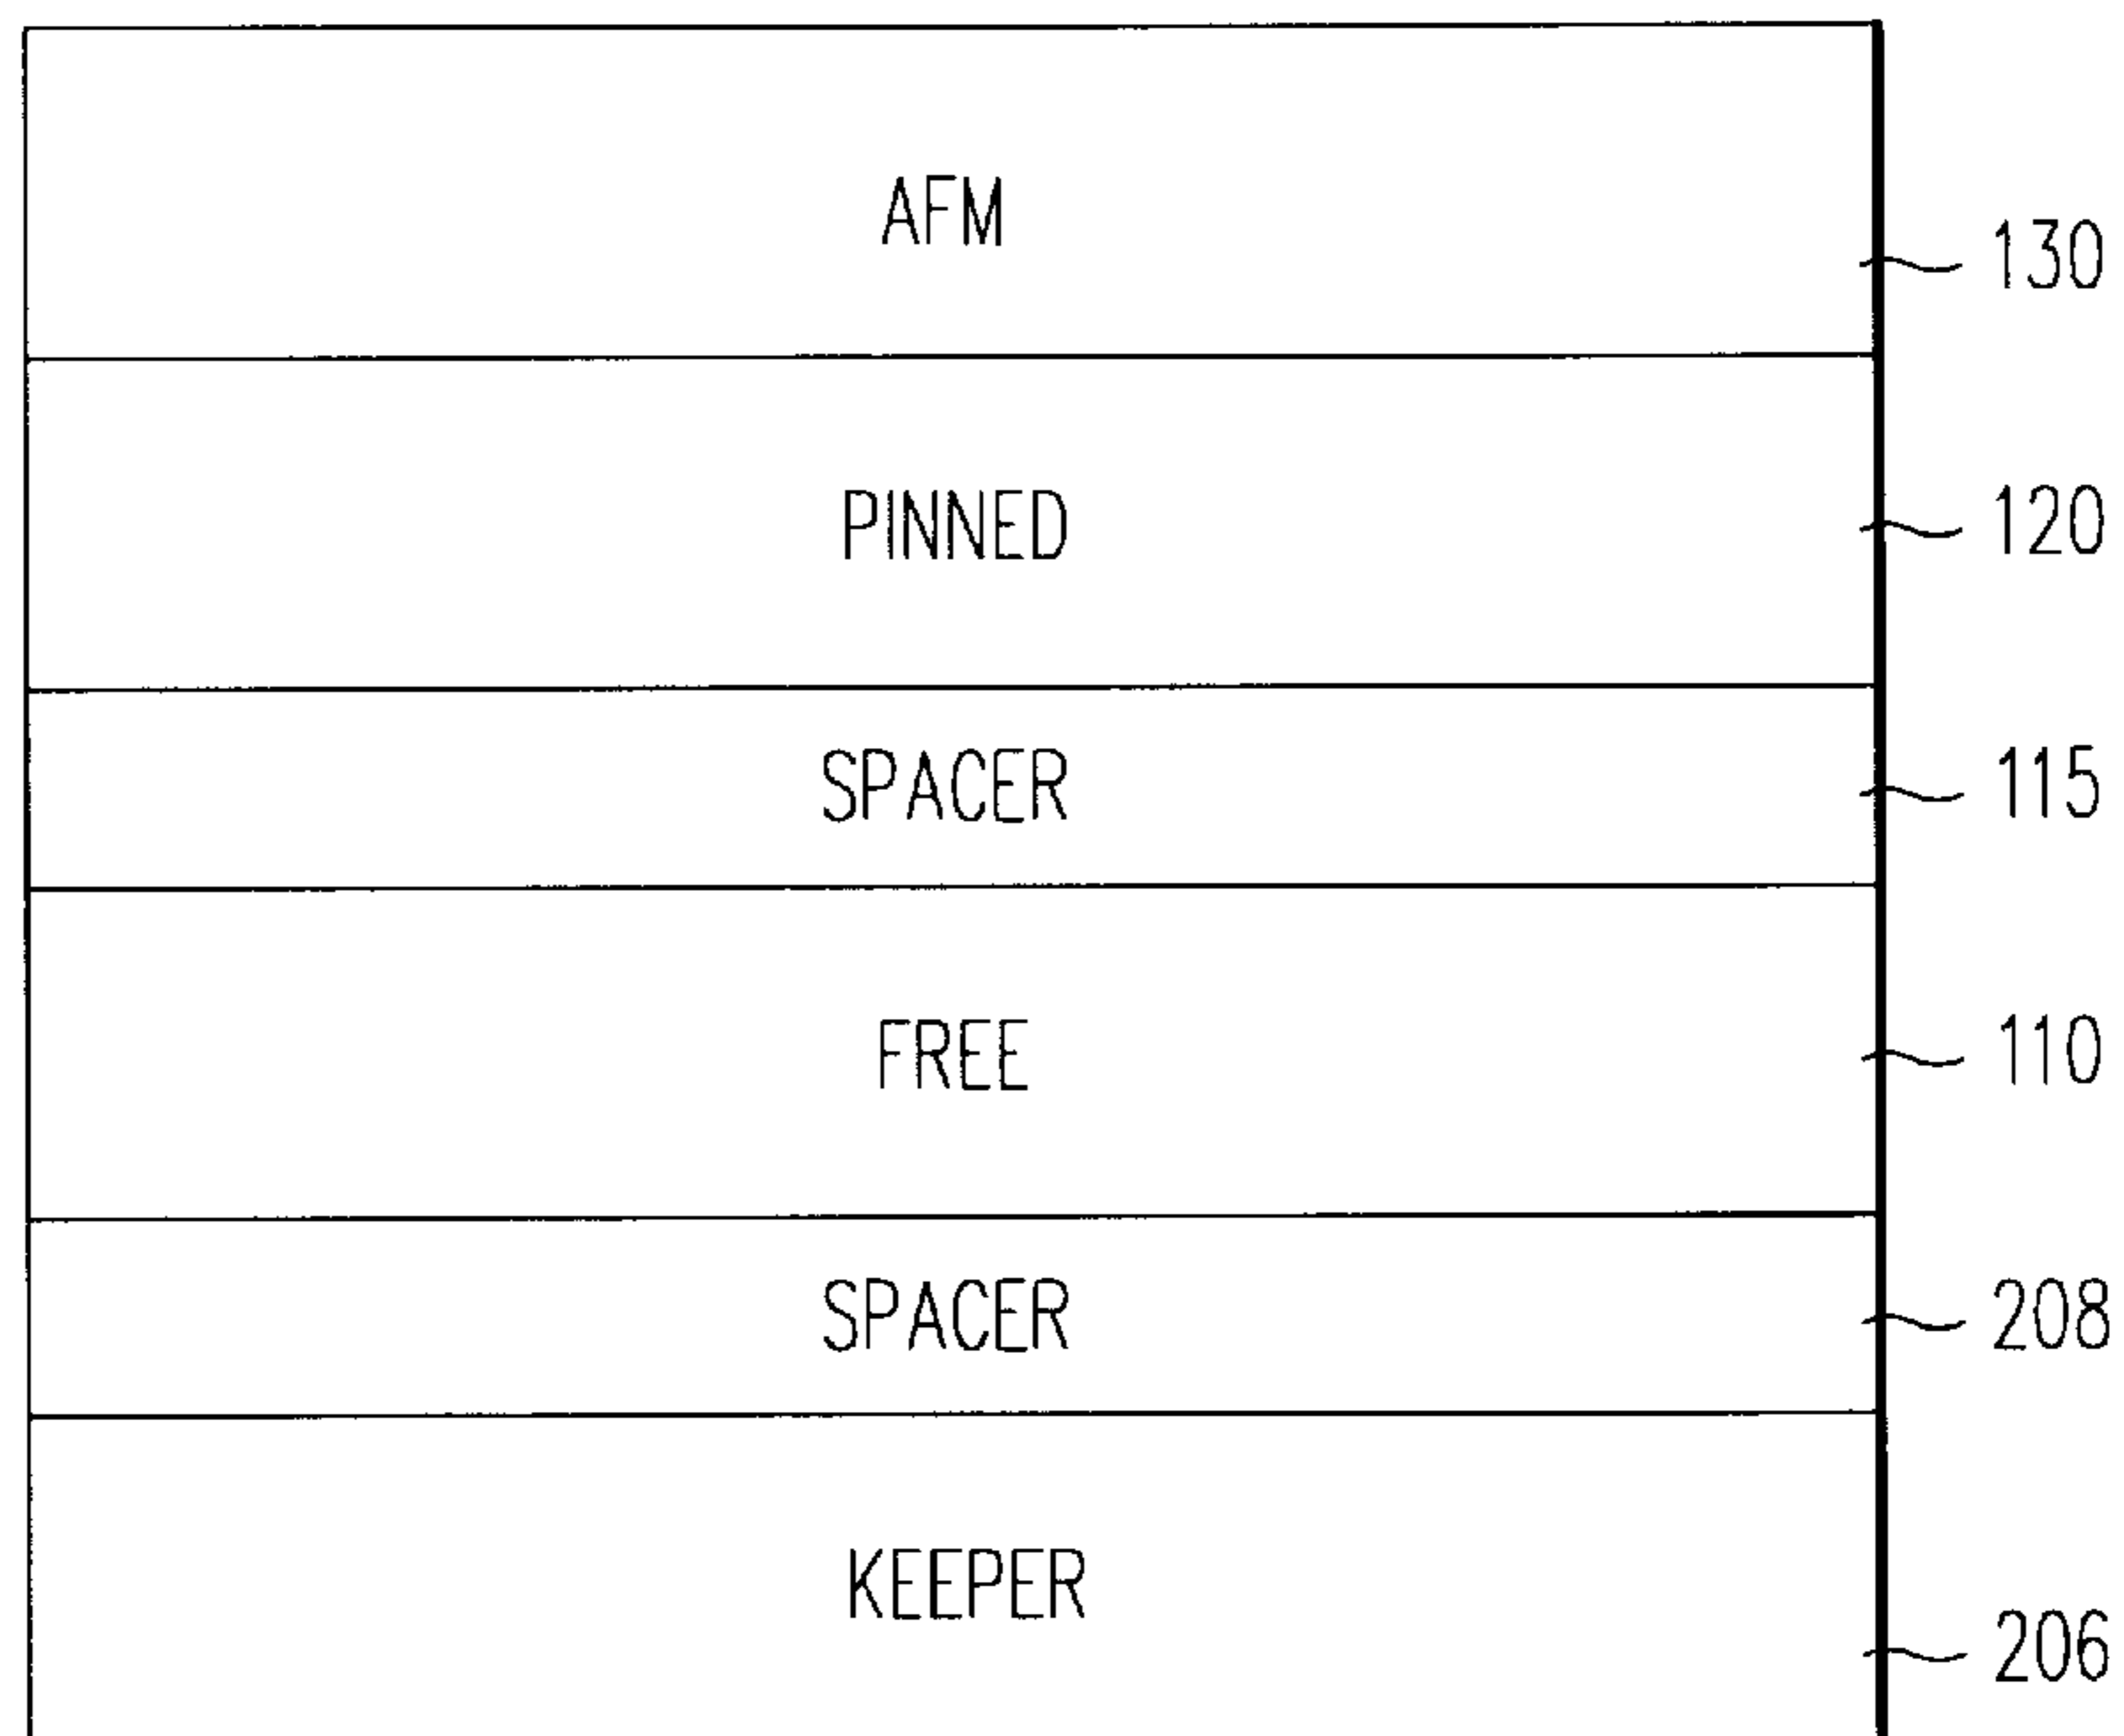 AFM
130
PINNED
120
SPACER
115
FREE
110
SPACER
208
KEEPER
206